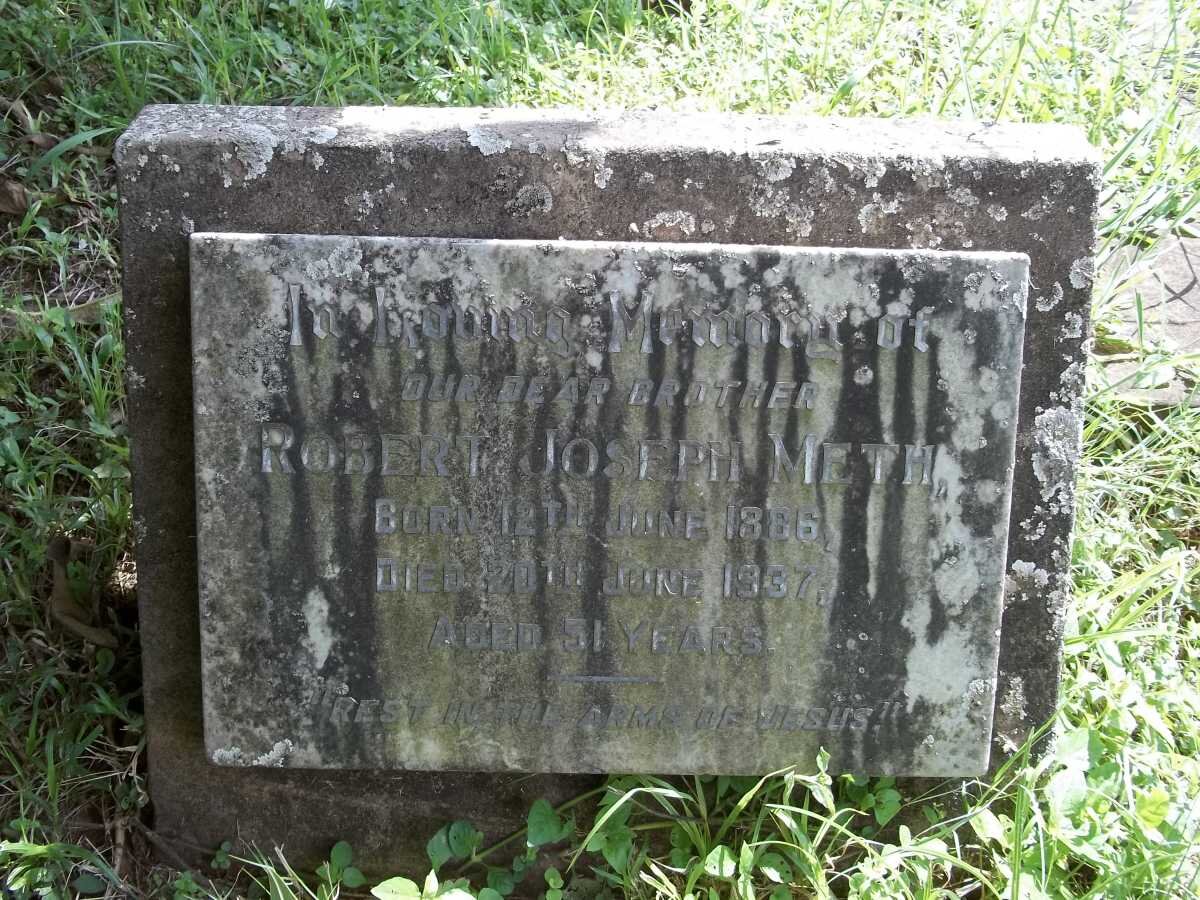 In Loving Memory of
OUR DEAR BROTHER
ROBERT JOSEPH METH,
BORN 12TH JUNE 1886,
DIED 20TH JUNE 1937,
AGED 51 YEARS.
"REST IN THE ARMS OF JESUS"